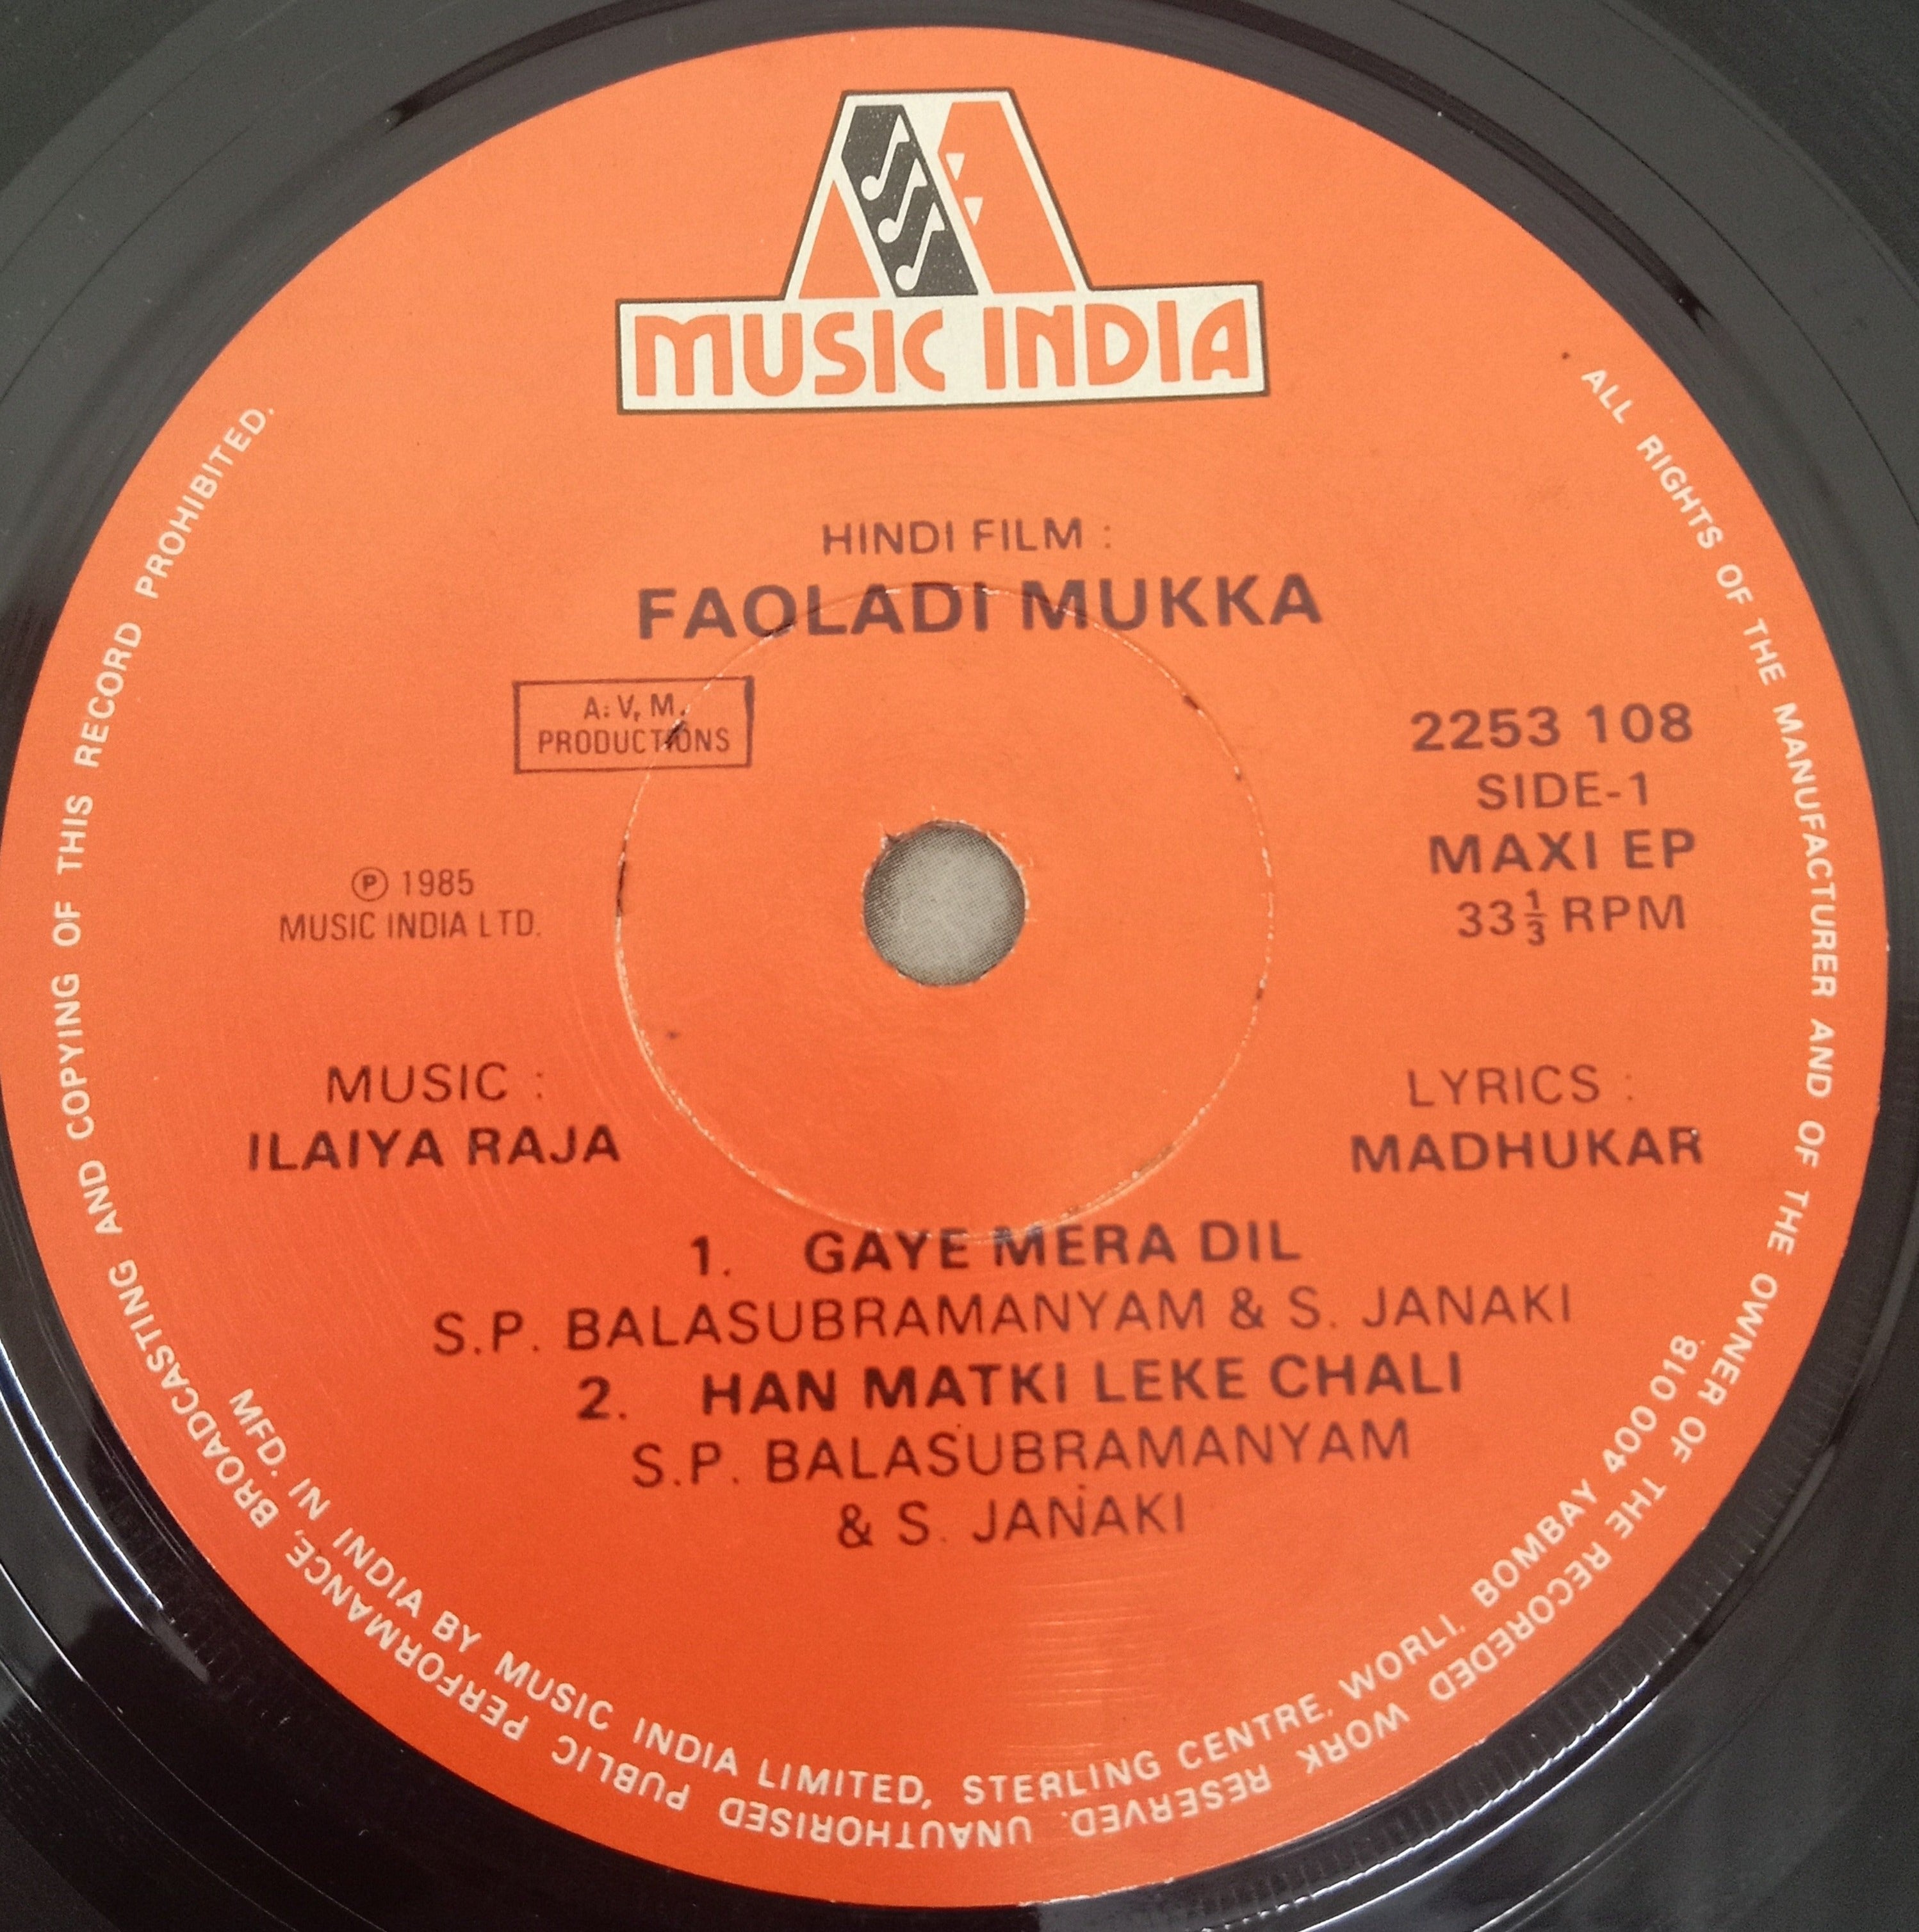 MUSIC INDIA
HINDI FILM :
FAOLADI MUKKA
A. V. M.
PRODUCTIONS
2253 108
SIDE-1
MAXI EP
33 1/3 RPM
Ⓟ 1985
MUSIC INDIA LTD.
MUSIC :
ILAIYA RAJA
LYRICS :
MADHUKAR
1. GAYE MERA DIL
S.P. BALASUBRAMANYAM & S. JANAKI
2. HAN MATKI LEKE CHALI
S.P. BALASUBRAMANYAM
& S. JANAKI
MFD. IN INDIA BY MUSIC INDIA LIMITED, STERLING CENTRE, WORLI, BOMBAY 400 018.
ALL RIGHTS OF THE MANUFACTURER AND OF THE OWNER OF THE RECORDED WORK RESERVED. UNAUTHORISED PUBLIC PERFORMANCE, BROADCASTING AND COPYING OF THIS RECORD PROHIBITED.